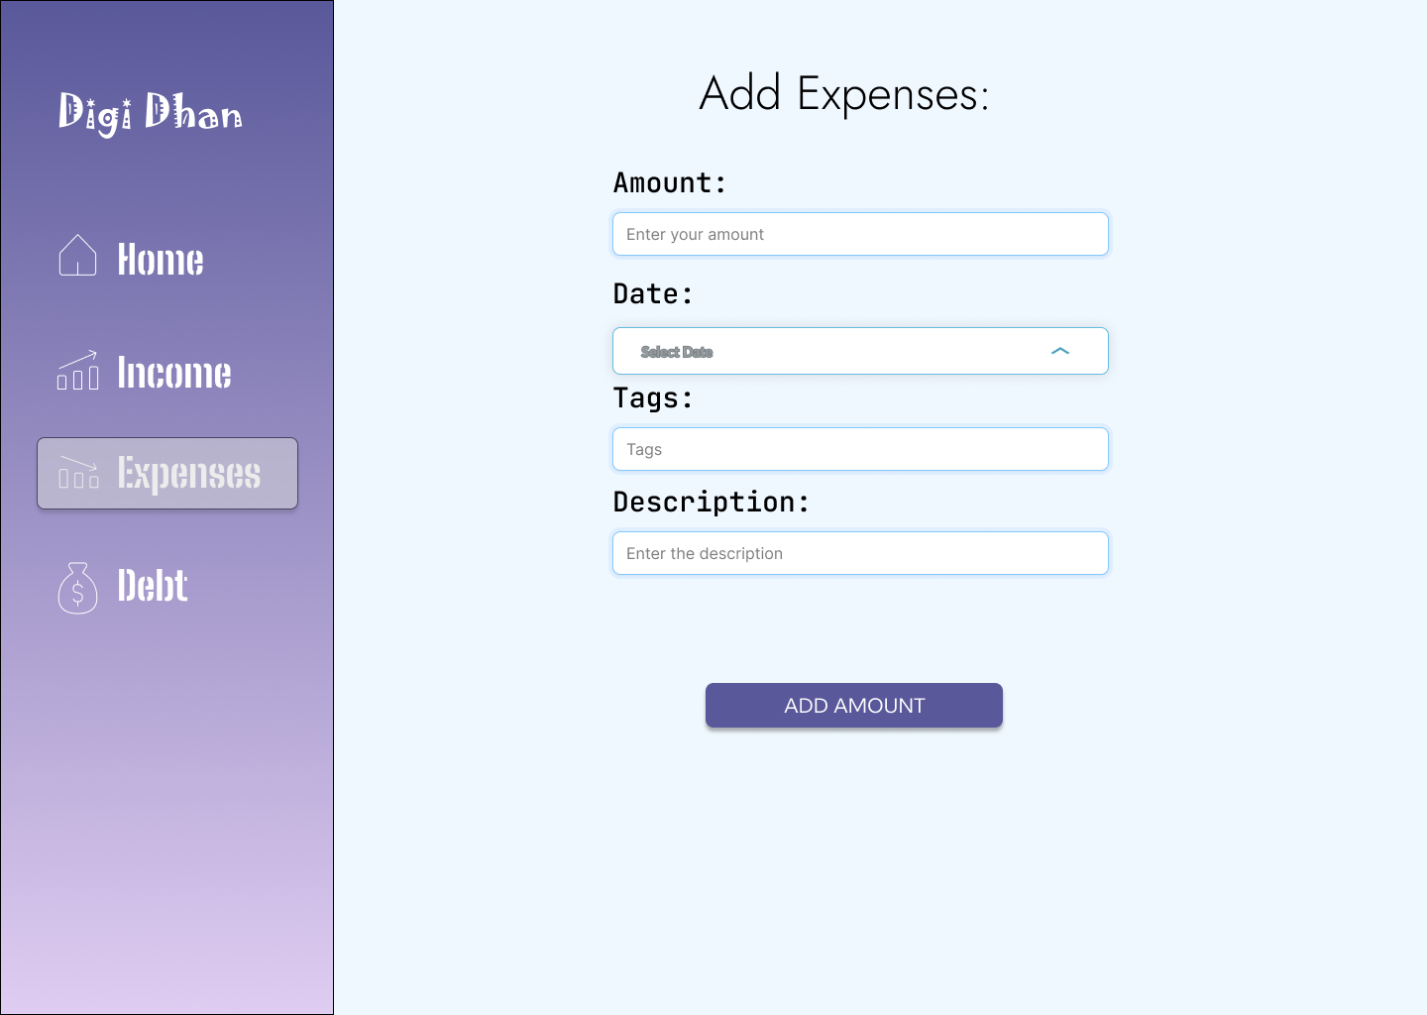 Digi Dhan
Home
Income
Expenses
Debt
Add Expenses:
Amount:
Enter your amount
Date:
Select Date
Tags:
Tags
Description:
Enter the description
ADD AMOUNT